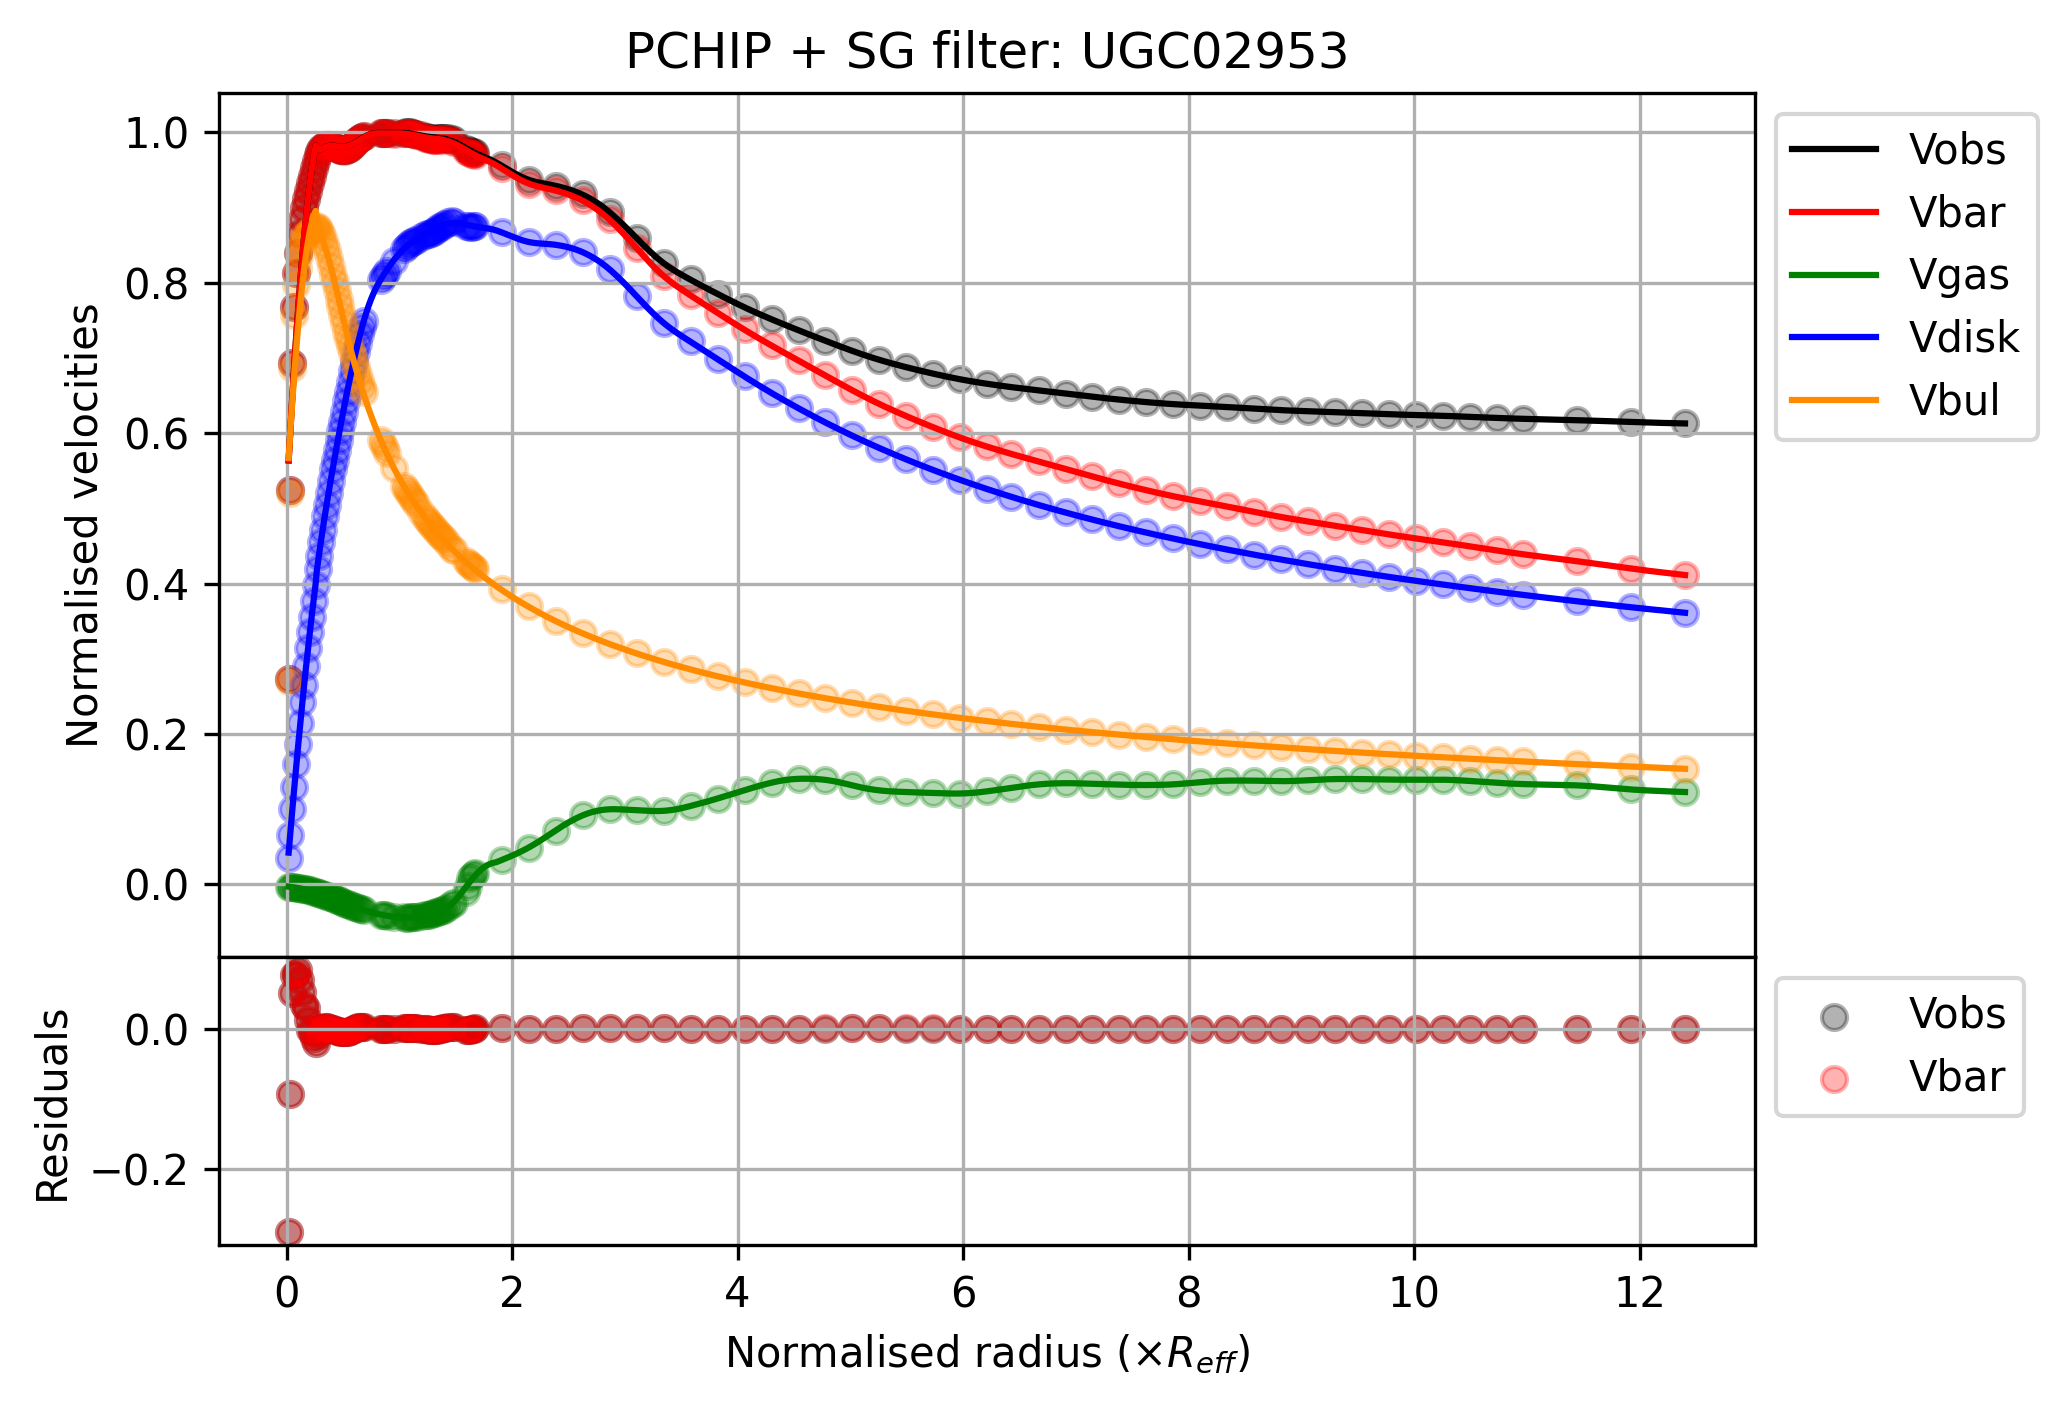 PCHIP + SG filter: UGC02953
Normalised velocities
1.0
0.8
0.6
0.4
0.2
0.0
Vobs
Vbar
Vgas
Vdisk
Vbul
Residuals
0.0
−0.2
Vobs
Vbar
0 2 4 6 8 10 12
Normalised radius (×R_eff)